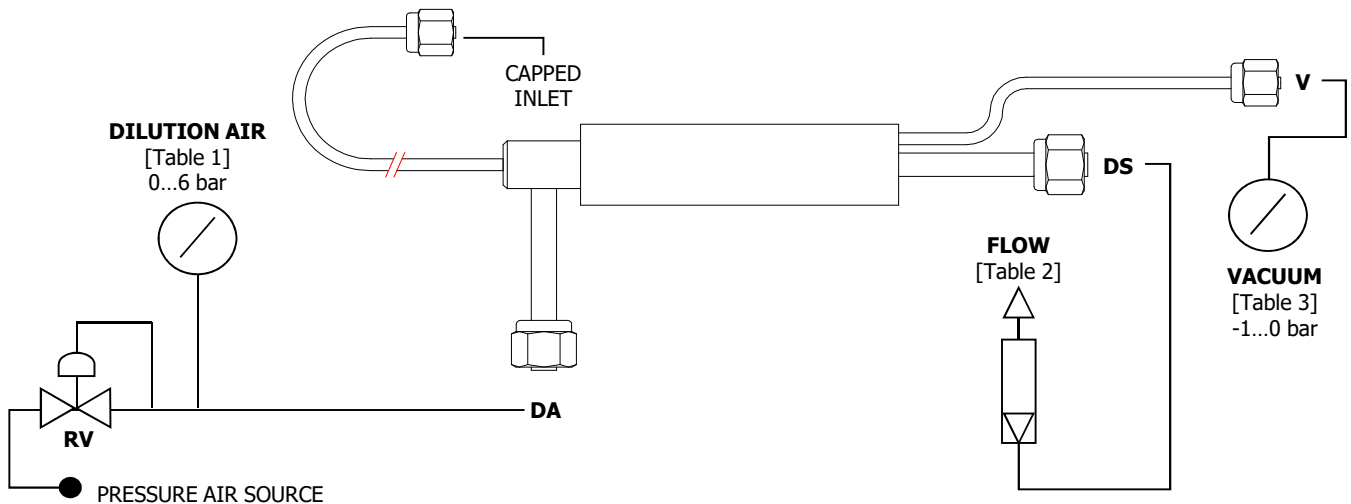 CAPPED
INLET
V
DILUTION AIR
[Table 1]
0...6 bar
DS
FLOW
[Table 2]
VACUUM
[Table 3]
-1...0 bar
DA
RV
PRESSURE AIR SOURCE